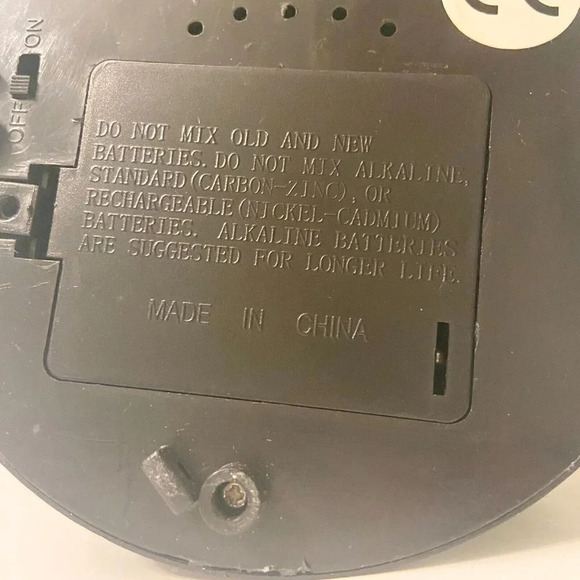 ON
OFF
DO NOT MIX OLD AND NEW
BATTERIES. DO NOT MIX ALKALINE,
STANDARD (CARBON-ZINC), OR
RECHARGEABLE (NICKEL-CADMIUM)
BATTERIES. ALKALINE BATTERIES
ARE SUGGESTED FOR LONGER LIFE.
MADE IN CHINA